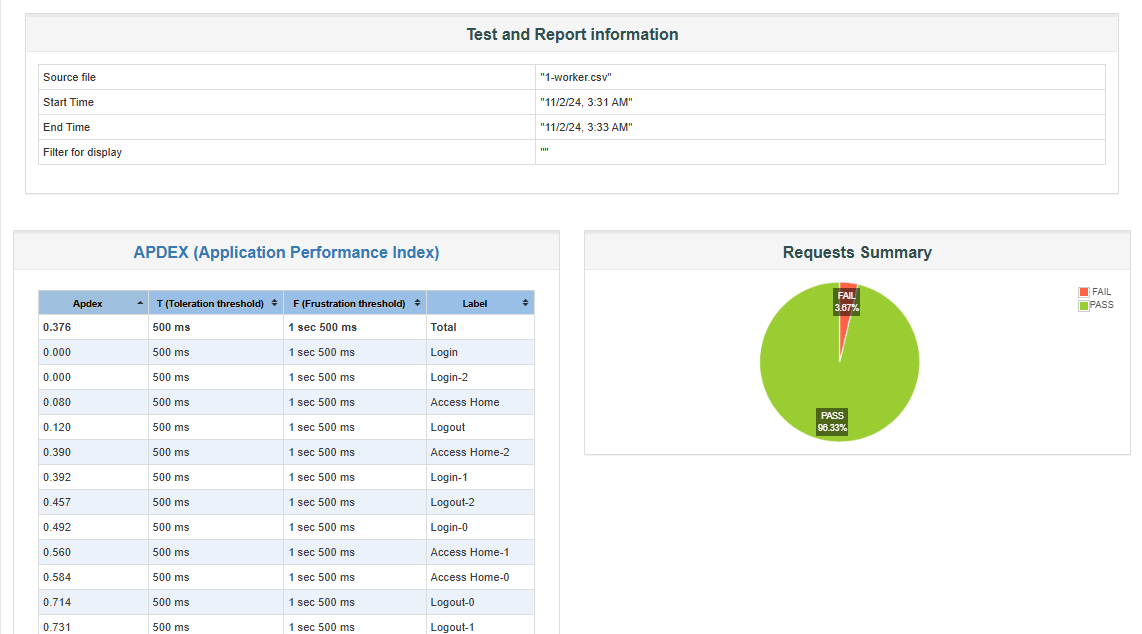 Test and Report information
Source file "1-worker.csv"
Start Time "11/2/24, 3:31 AM"
End Time "11/2/24, 3:33 AM"
Filter for display ""
APDEX (Application Performance Index)
Apdex T (Toleration threshold) F (Frustration threshold) Label
0.376 500 ms 1 sec 500 ms Total
0.000 500 ms 1 sec 500 ms Login
0.000 500 ms 1 sec 500 ms Login-2
0.080 500 ms 1 sec 500 ms Access Home
0.120 500 ms 1 sec 500 ms Logout
0.390 500 ms 1 sec 500 ms Access Home-2
0.392 500 ms 1 sec 500 ms Login-1
0.457 500 ms 1 sec 500 ms Logout-2
0.492 500 ms 1 sec 500 ms Login-0
0.560 500 ms 1 sec 500 ms Access Home-1
0.584 500 ms 1 sec 500 ms Access Home-0
0.714 500 ms 1 sec 500 ms Logout-0
0.731 500 ms 1 sec 500 ms Logout-1
Requests Summary
FAIL
3.67%
PASS
96.33%
FAIL
PASS